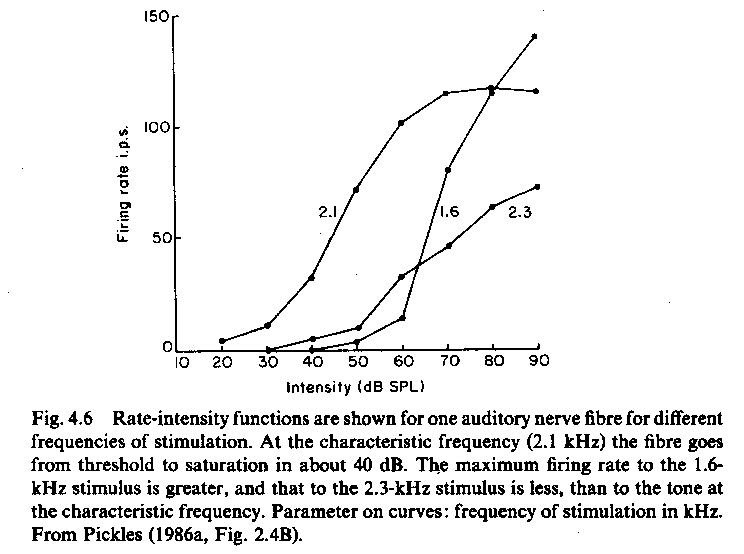 150
100
50
0
Firing rate i.p.s.
2.1
1.6
2.3
10 20 30 40 50 60 70 80 90
Intensity (dB SPL)
Fig. 4.6 Rate-intensity functions are shown for one auditory nerve fibre for different
frequencies of stimulation. At the characteristic frequency (2.1 kHz) the fibre goes
from threshold to saturation in about 40 dB. The maximum firing rate to the 1.6-
kHz stimulus is greater, and that to the 2.3-kHz stimulus is less, than to the tone at
the characteristic frequency. Parameter on curves: frequency of stimulation in kHz.
From Pickles (1986a, Fig. 2.4B).